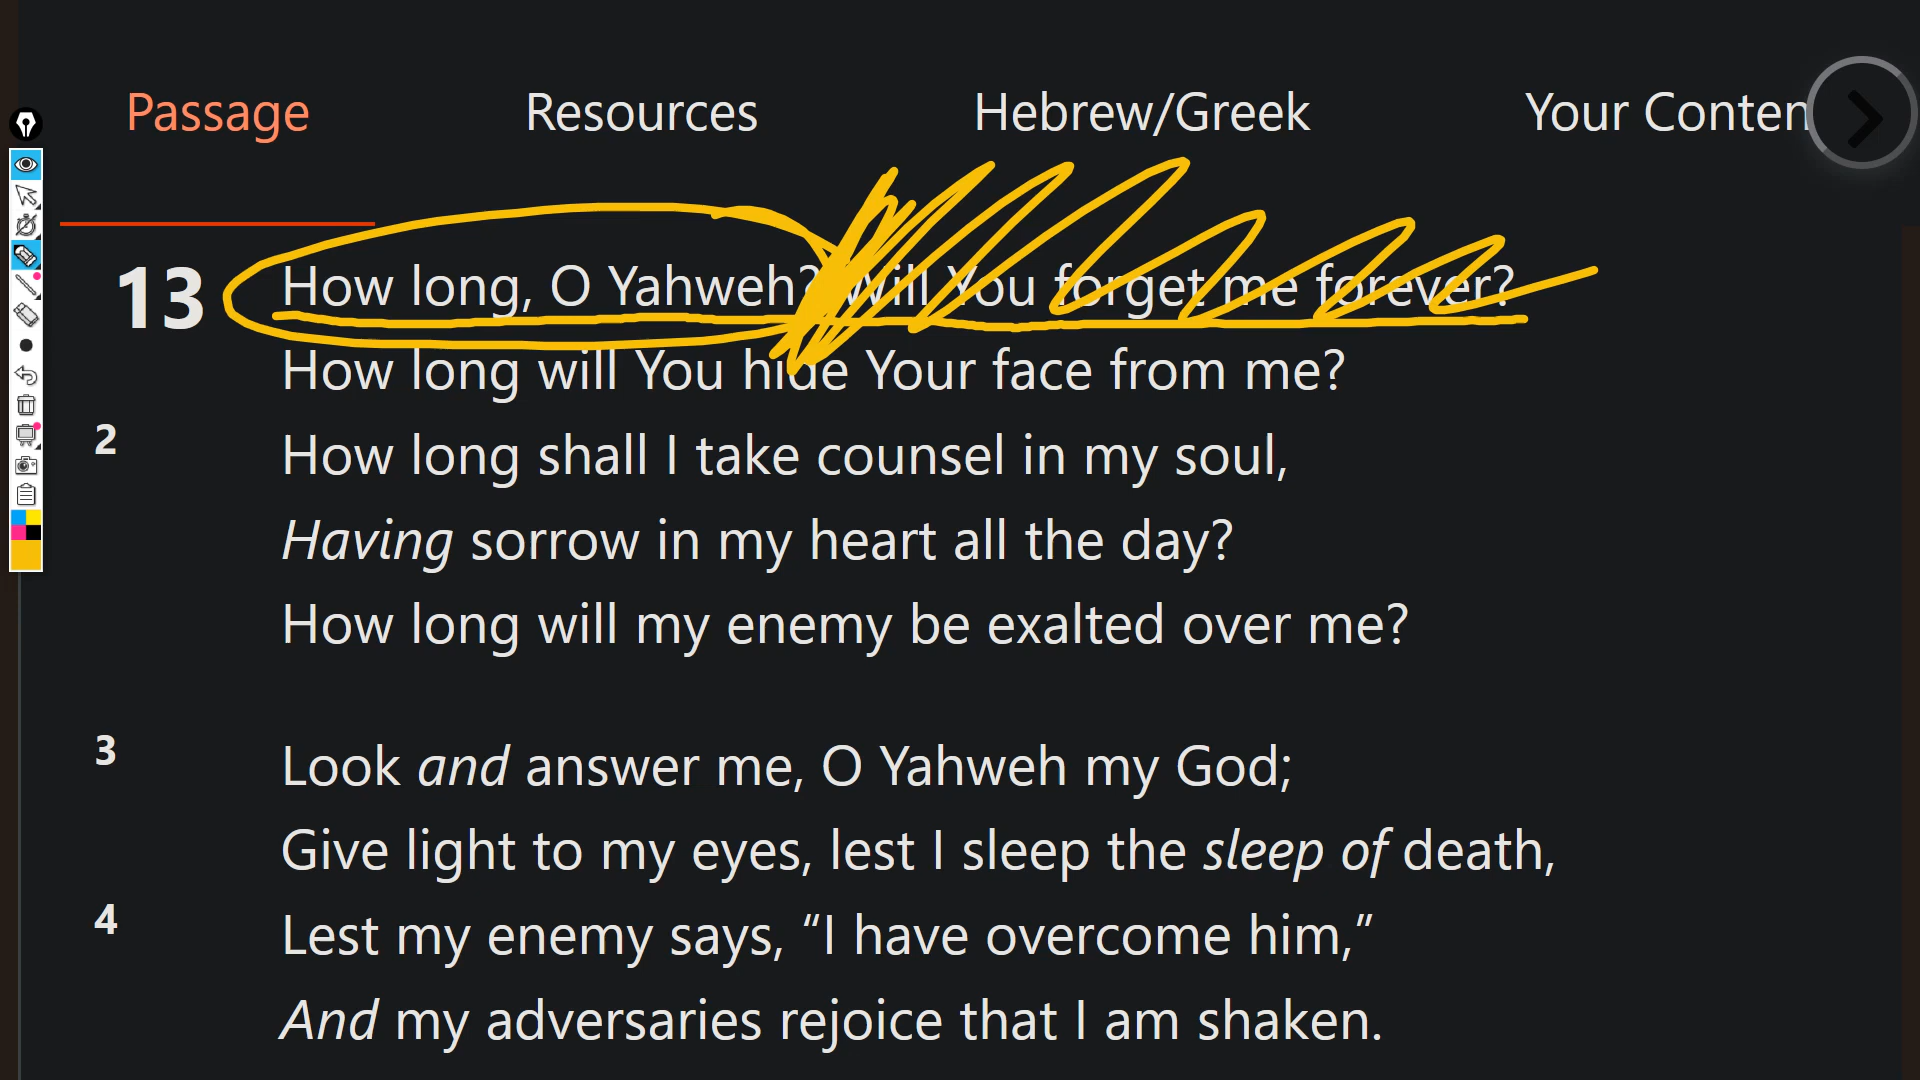 Passage Resources Hebrew/Greek Your Conten
13 How long, O Yahweh? Will You forget me forever?
How long will You hide Your face from me?
2 How long shall I take counsel in my soul,
Having sorrow in my heart all the day?
How long will my enemy be exalted over me?
3 Look and answer me, O Yahweh my God;
Give light to my eyes, lest I sleep the sleep of death,
4 Lest my enemy says, “I have overcome him,”
And my adversaries rejoice that I am shaken.